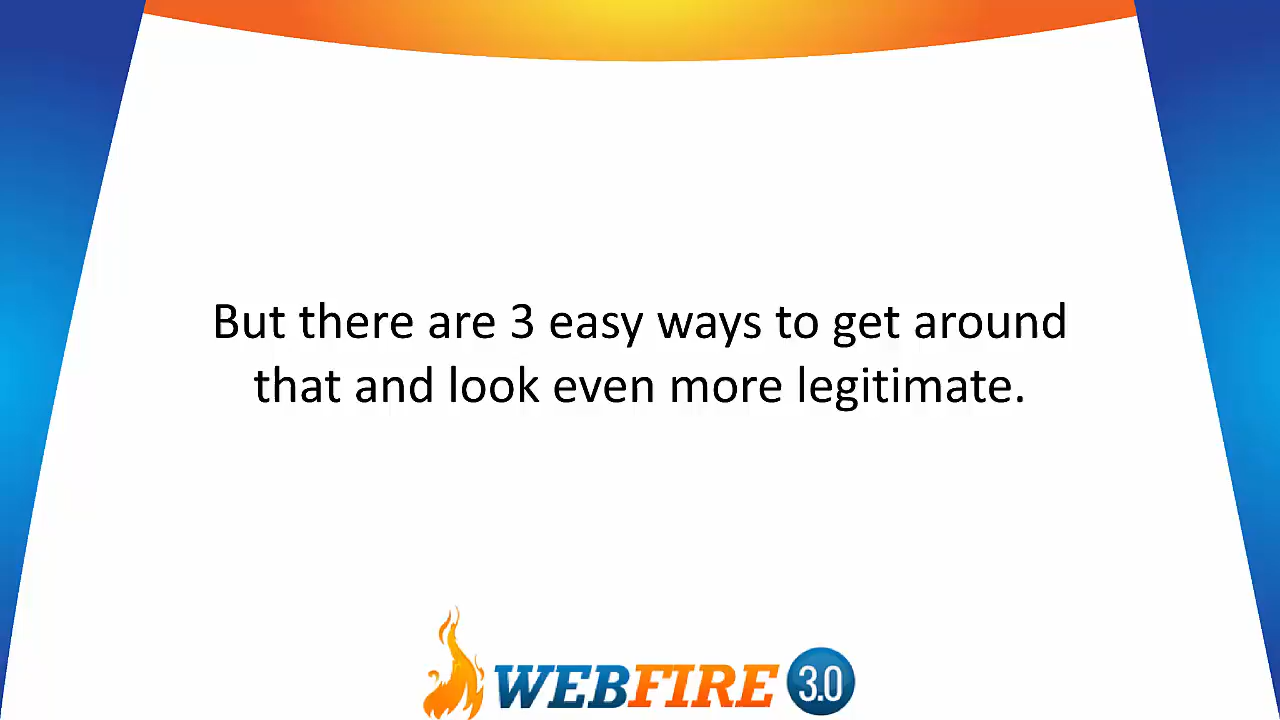 But there are 3 easy ways to get around
that and look even more legitimate.
WEBFIRE 3.0